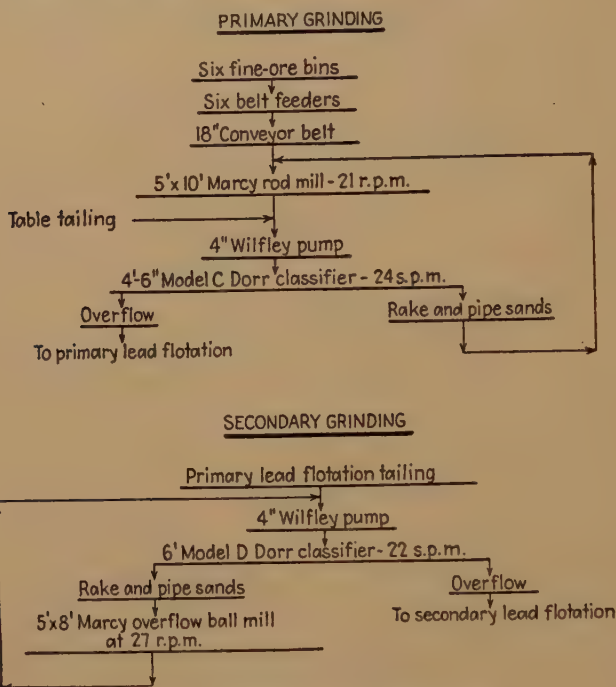 PRIMARY GRINDING
Six fine-ore bins
Six belt feeders
18" Conveyor belt
5'x10' Marcy rod mill - 21 r.p.m.
Table tailing
4" Wilfley pump
4'-6" Model C Dorr classifier - 24 s.p.m.
Overflow
Rake and pipe sands
To primary lead flotation
SECONDARY GRINDING
Primary lead flotation tailing
4" Wilfley pump
6' Model D Dorr classifier - 22 s.p.m.
Rake and pipe sands
Overflow
5'x8' Marcy overflow ball mill
at 27 r.p.m.
To secondary lead flotation